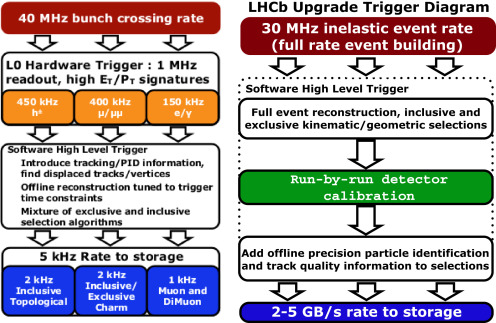 40 MHz bunch crossing rate
L0 Hardware Trigger : 1 MHz
readout, high ET/PT signatures
450 kHz
h±
400 kHz
μ/μμ
150 kHz
e/γ
Software High Level Trigger
Introduce tracking/PID information,
find displaced tracks/vertices
Offline reconstruction tuned to trigger
time constraints
Mixture of exclusive and inclusive
selection algorithms
5 kHz Rate to storage
2 kHz
Inclusive
Topological
2 kHz
Inclusive/
Exclusive
Charm
1 kHz
Muon and
DiMuon
LHCb Upgrade Trigger Diagram
30 MHz inelastic event rate
(full rate event building)
Software High Level Trigger
Full event reconstruction, inclusive and
exclusive kinematic/geometric selections
Run-by-run detector
calibration
Add offline precision particle identification
and track quality information to selections
2-5 GB/s rate to storage